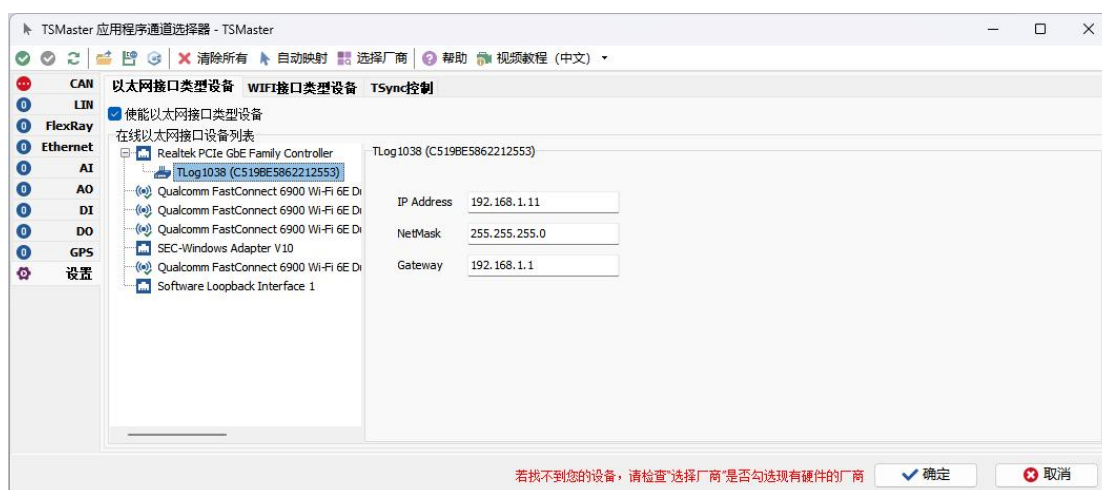 TSMaster 应用程序通道选择器 - TSMaster
清除所有 自动映射 选择厂商 帮助 视频教程（中文）
CAN
LIN
FlexRay
Ethernet
AI
AO
DI
DO
GPS
设置
以太网接口类型设备 WIFI接口类型设备 TSync控制
使能以太网接口类型设备
在线以太网接口设备列表
Realtek PCIe GbE Family Controller
TLog1038 (C519BE5862212553)
Qualcomm FastConnect 6900 Wi-Fi 6E
Qualcomm FastConnect 6900 Wi-Fi 6E
Qualcomm FastConnect 6900 Wi-Fi 6E
SEC-Windows Adapter V10
Qualcomm FastConnect 6900 Wi-Fi 6E
Software Loopback Interface 1
TLog1038 (C519BE5862212553)
IP Address 192.168.1.11
NetMask 255.255.255.0
Gateway 192.168.1.1
若找不到您的设备，请检查"选择厂商"是否勾选现有硬件的厂商 确定 取消